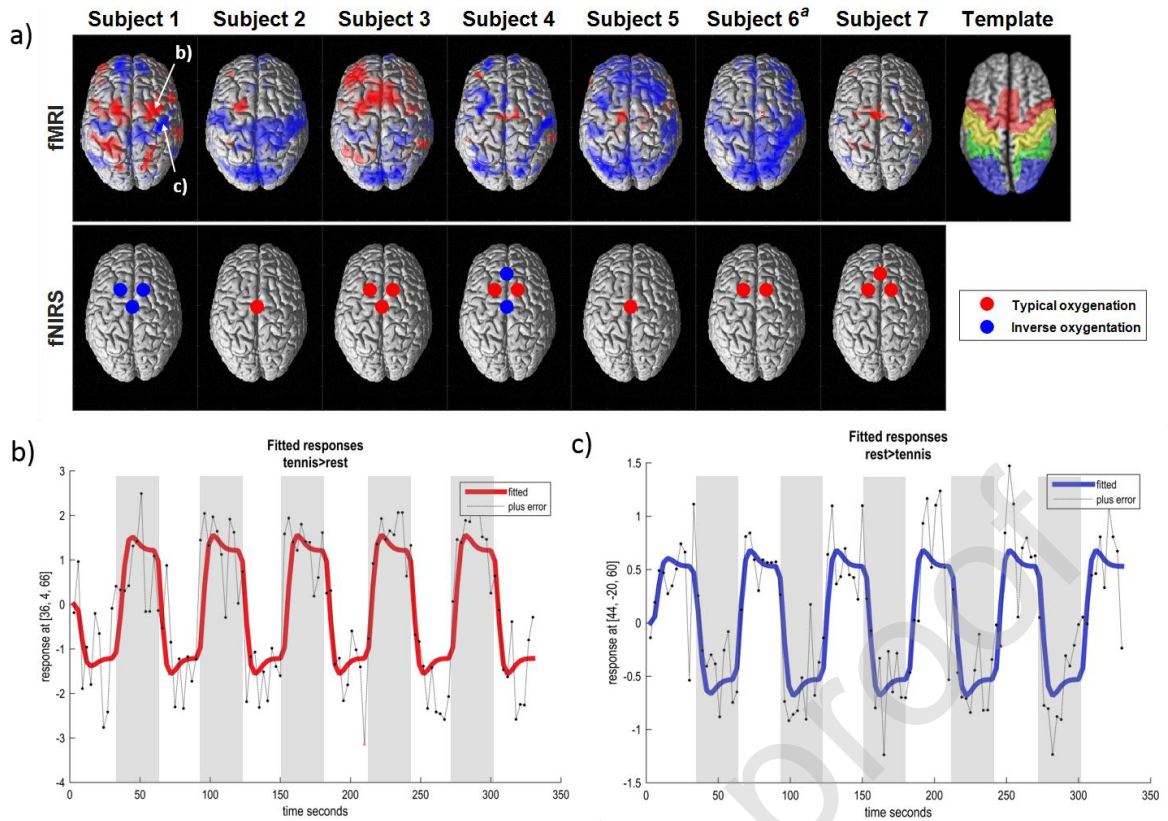 Subject 1 Subject 2 Subject 3 Subject 4 Subject 5 Subject 6a Subject 7 Template
a)
b)
c)
fMRI
fNIRS
Typical oxygenation
Inverse oxygentation
b)
Fitted responses
tennis>rest
fitted
plus error
response at [36, 4, 66]
3
2
1
0
-1
-2
-3
-4
0 50 100 150 200 250 300 350
time seconds
c)
Fitted responses
rest>tennis
fitted
plus error
response at [44, -20, 60]
1.5
1
0.5
0
-0.5
-1
-1.5
0 50 100 150 200 250 300 350
time seconds
proof